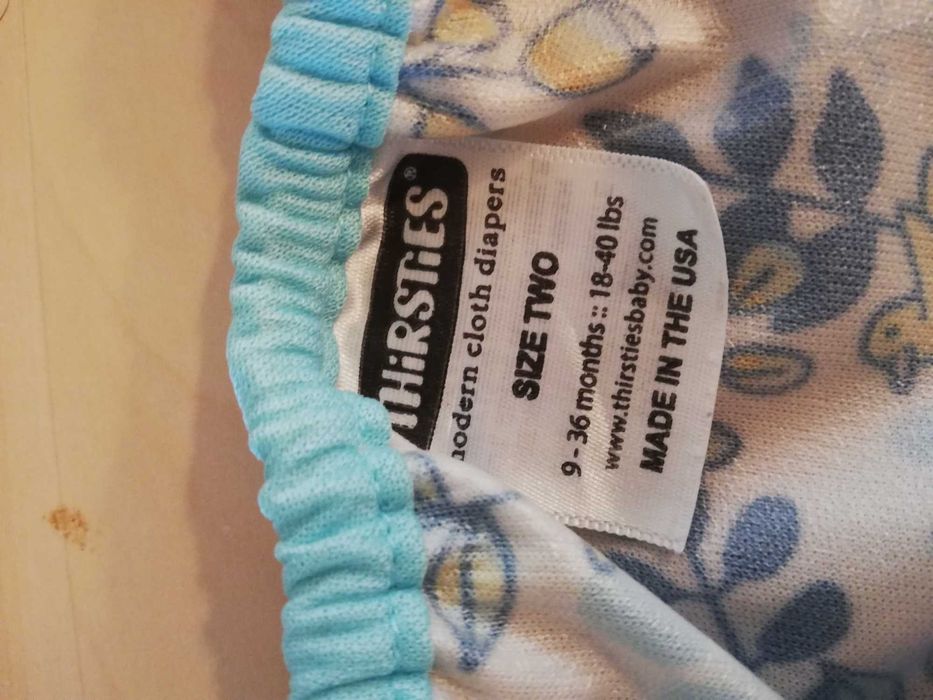 THIRSTIES®
modern cloth diapers
SIZE TWO
9 - 36 months :: 18-40 lbs
www.thirstiesbaby.com
MADE IN THE USA